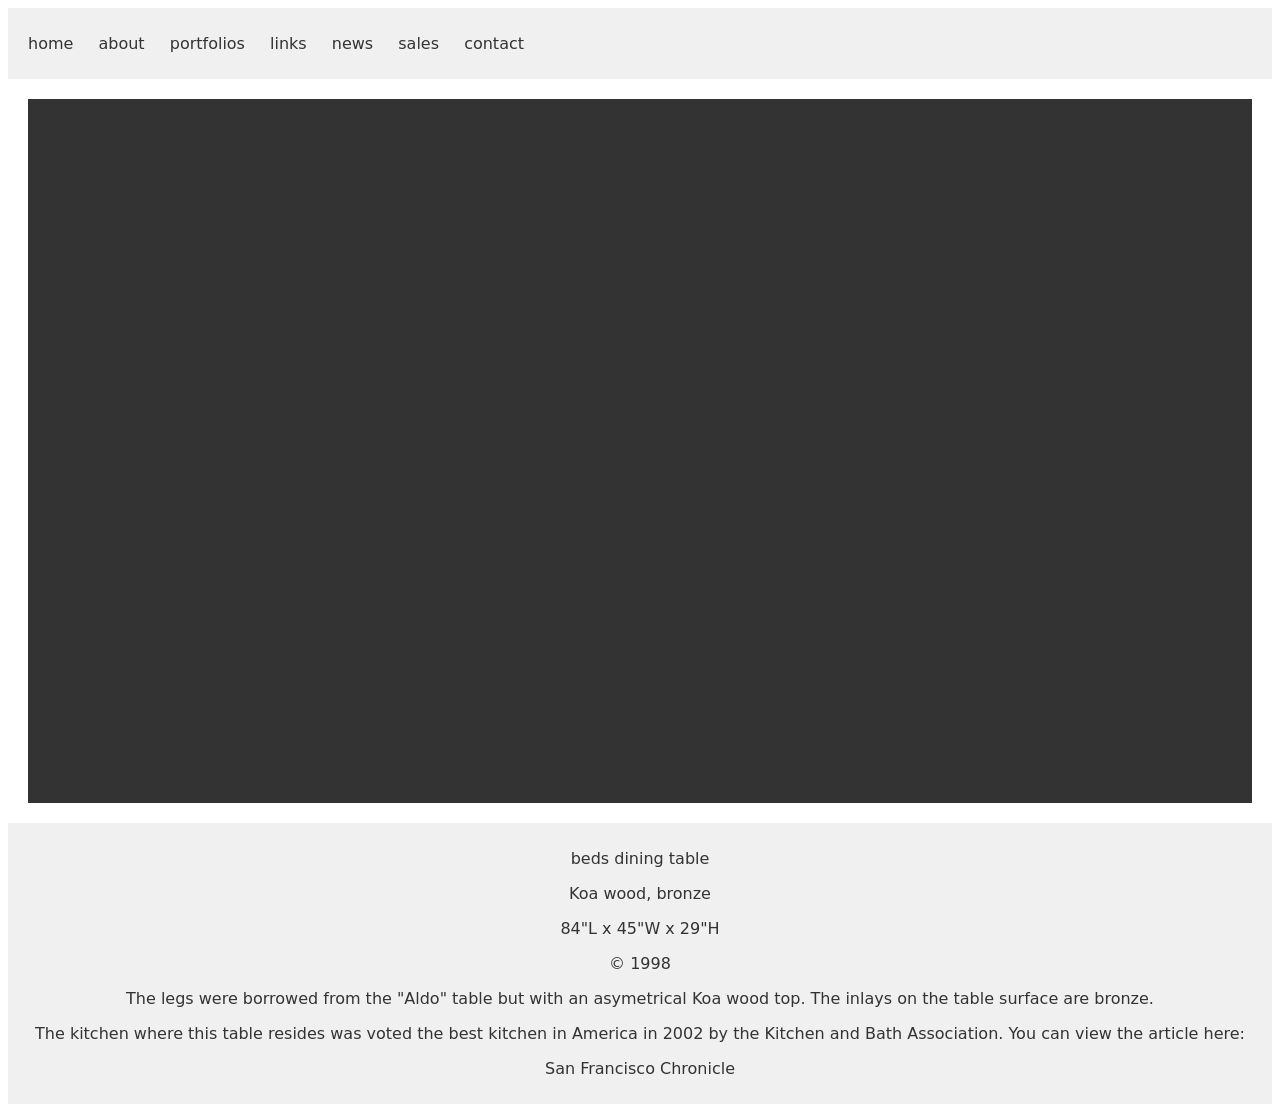 home about portfolios links news sales contact
beds dining table
Koa wood, bronze
84"L x 45"W x 29"H
© 1998
The legs were borrowed from the "Aldo" table but with an asymetrical Koa wood top. The inlays on the table surface are bronze.
The kitchen where this table resides was voted the best kitchen in America in 2002 by the Kitchen and Bath Association. You can view the article here:
San Francisco Chronicle